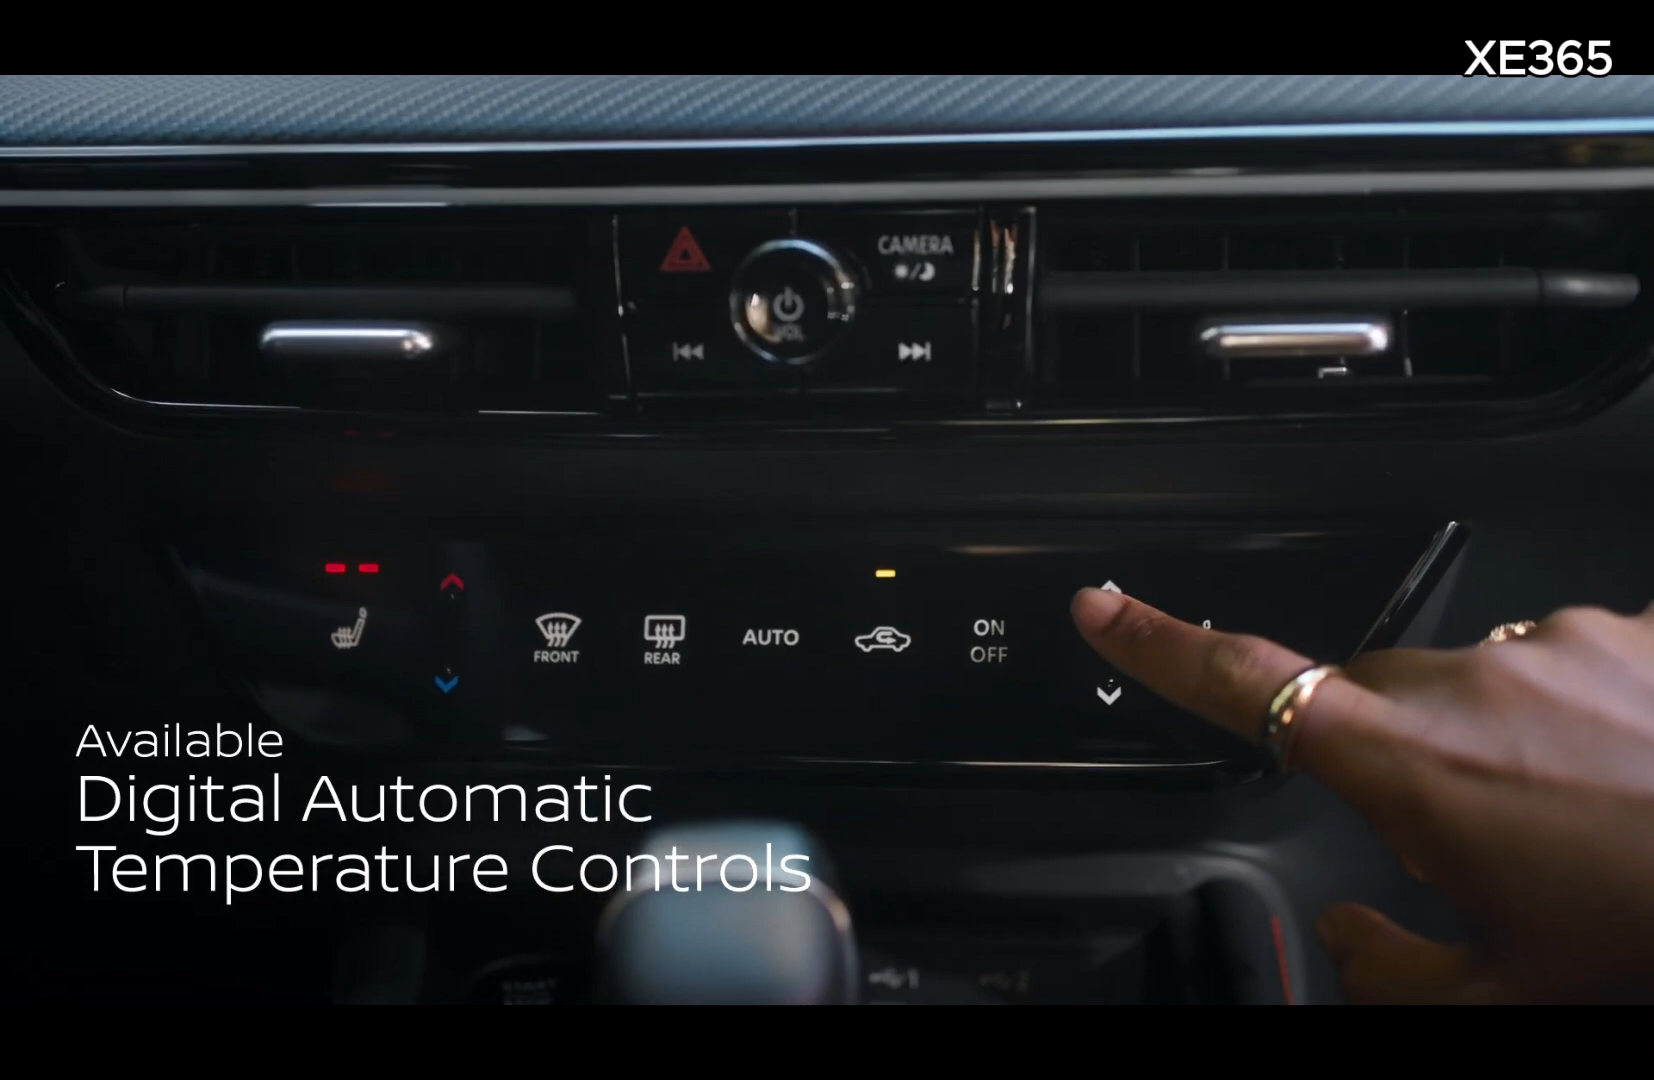 XE365
CAMERA
VOL
FRONT
REAR
AUTO
ON
OFF
Available
Digital Automatic
Temperature Controls